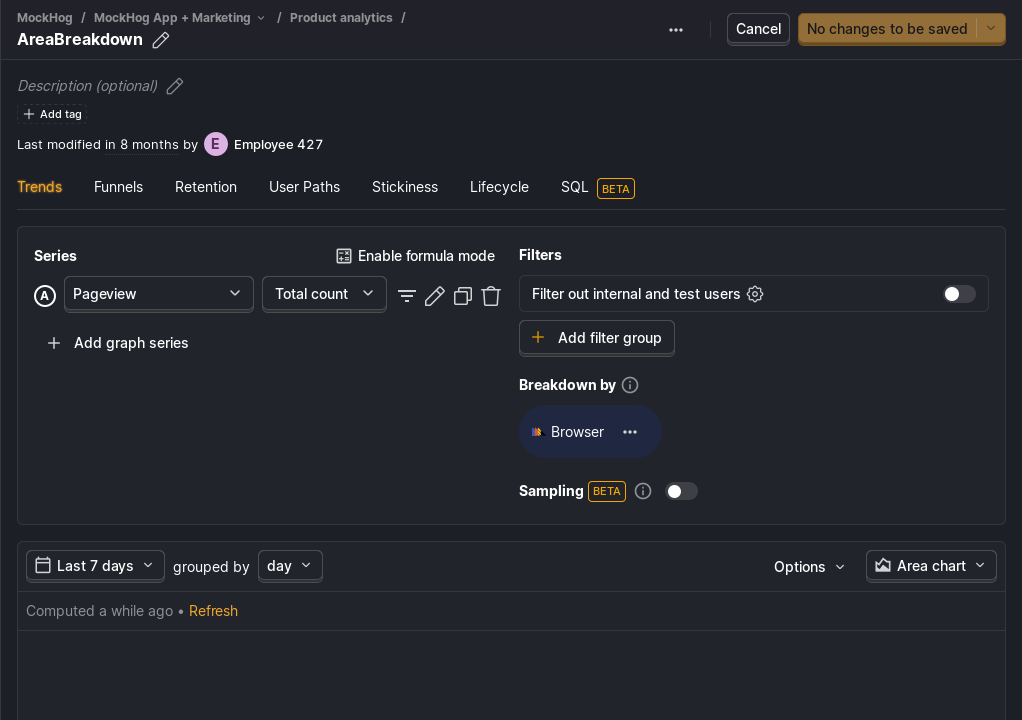 MockHog / MockHog App + Marketing / Product analytics /
AreaBreakdown
Cancel
No changes to be saved
Description (optional)
Add tag
Last modified in 8 months by E Employee 427
Trends Funnels Retention User Paths Stickiness Lifecycle SQL BETA
Series
Enable formula mode
A Pageview Total count
Add graph series
Filters
Filter out internal and test users
Add filter group
Breakdown by
Browser
Sampling BETA
Last 7 days grouped by day Options Area chart
Computed a while ago • Refresh